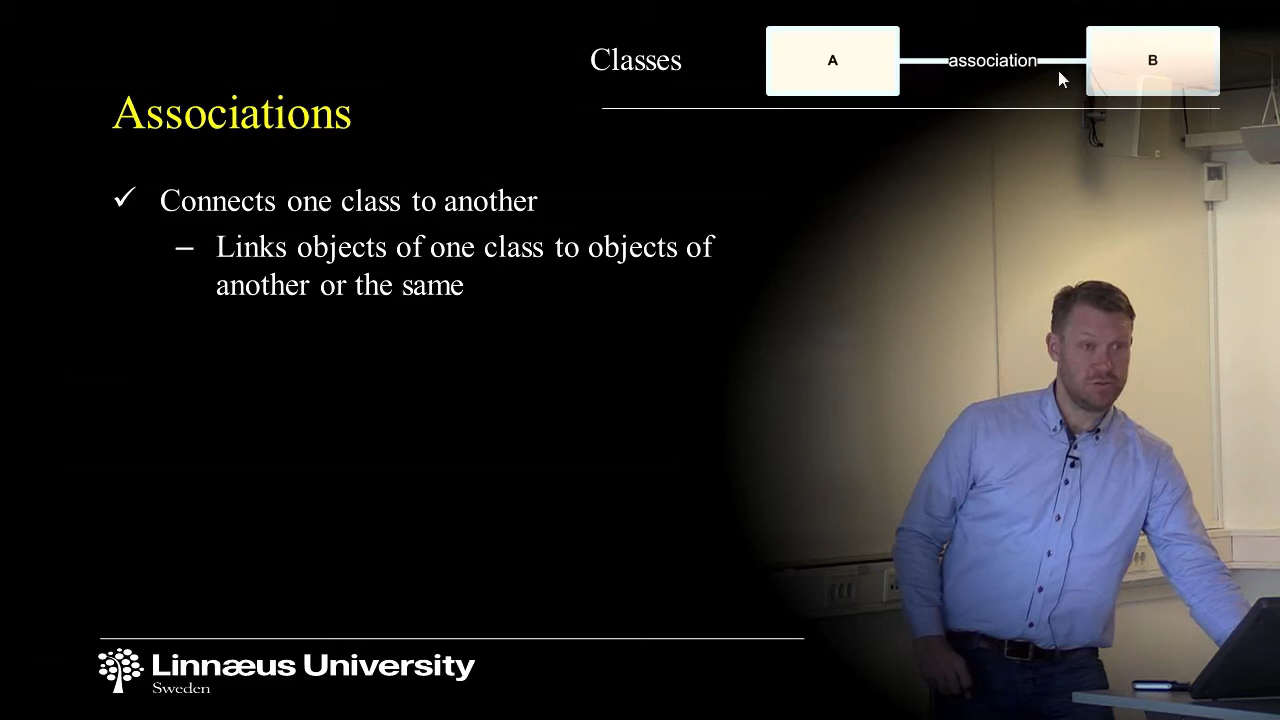 Classes
A
association
B
Associations
✓ Connects one class to another
– Links objects of one class to objects of
another or the same
Linnæus University
Sweden